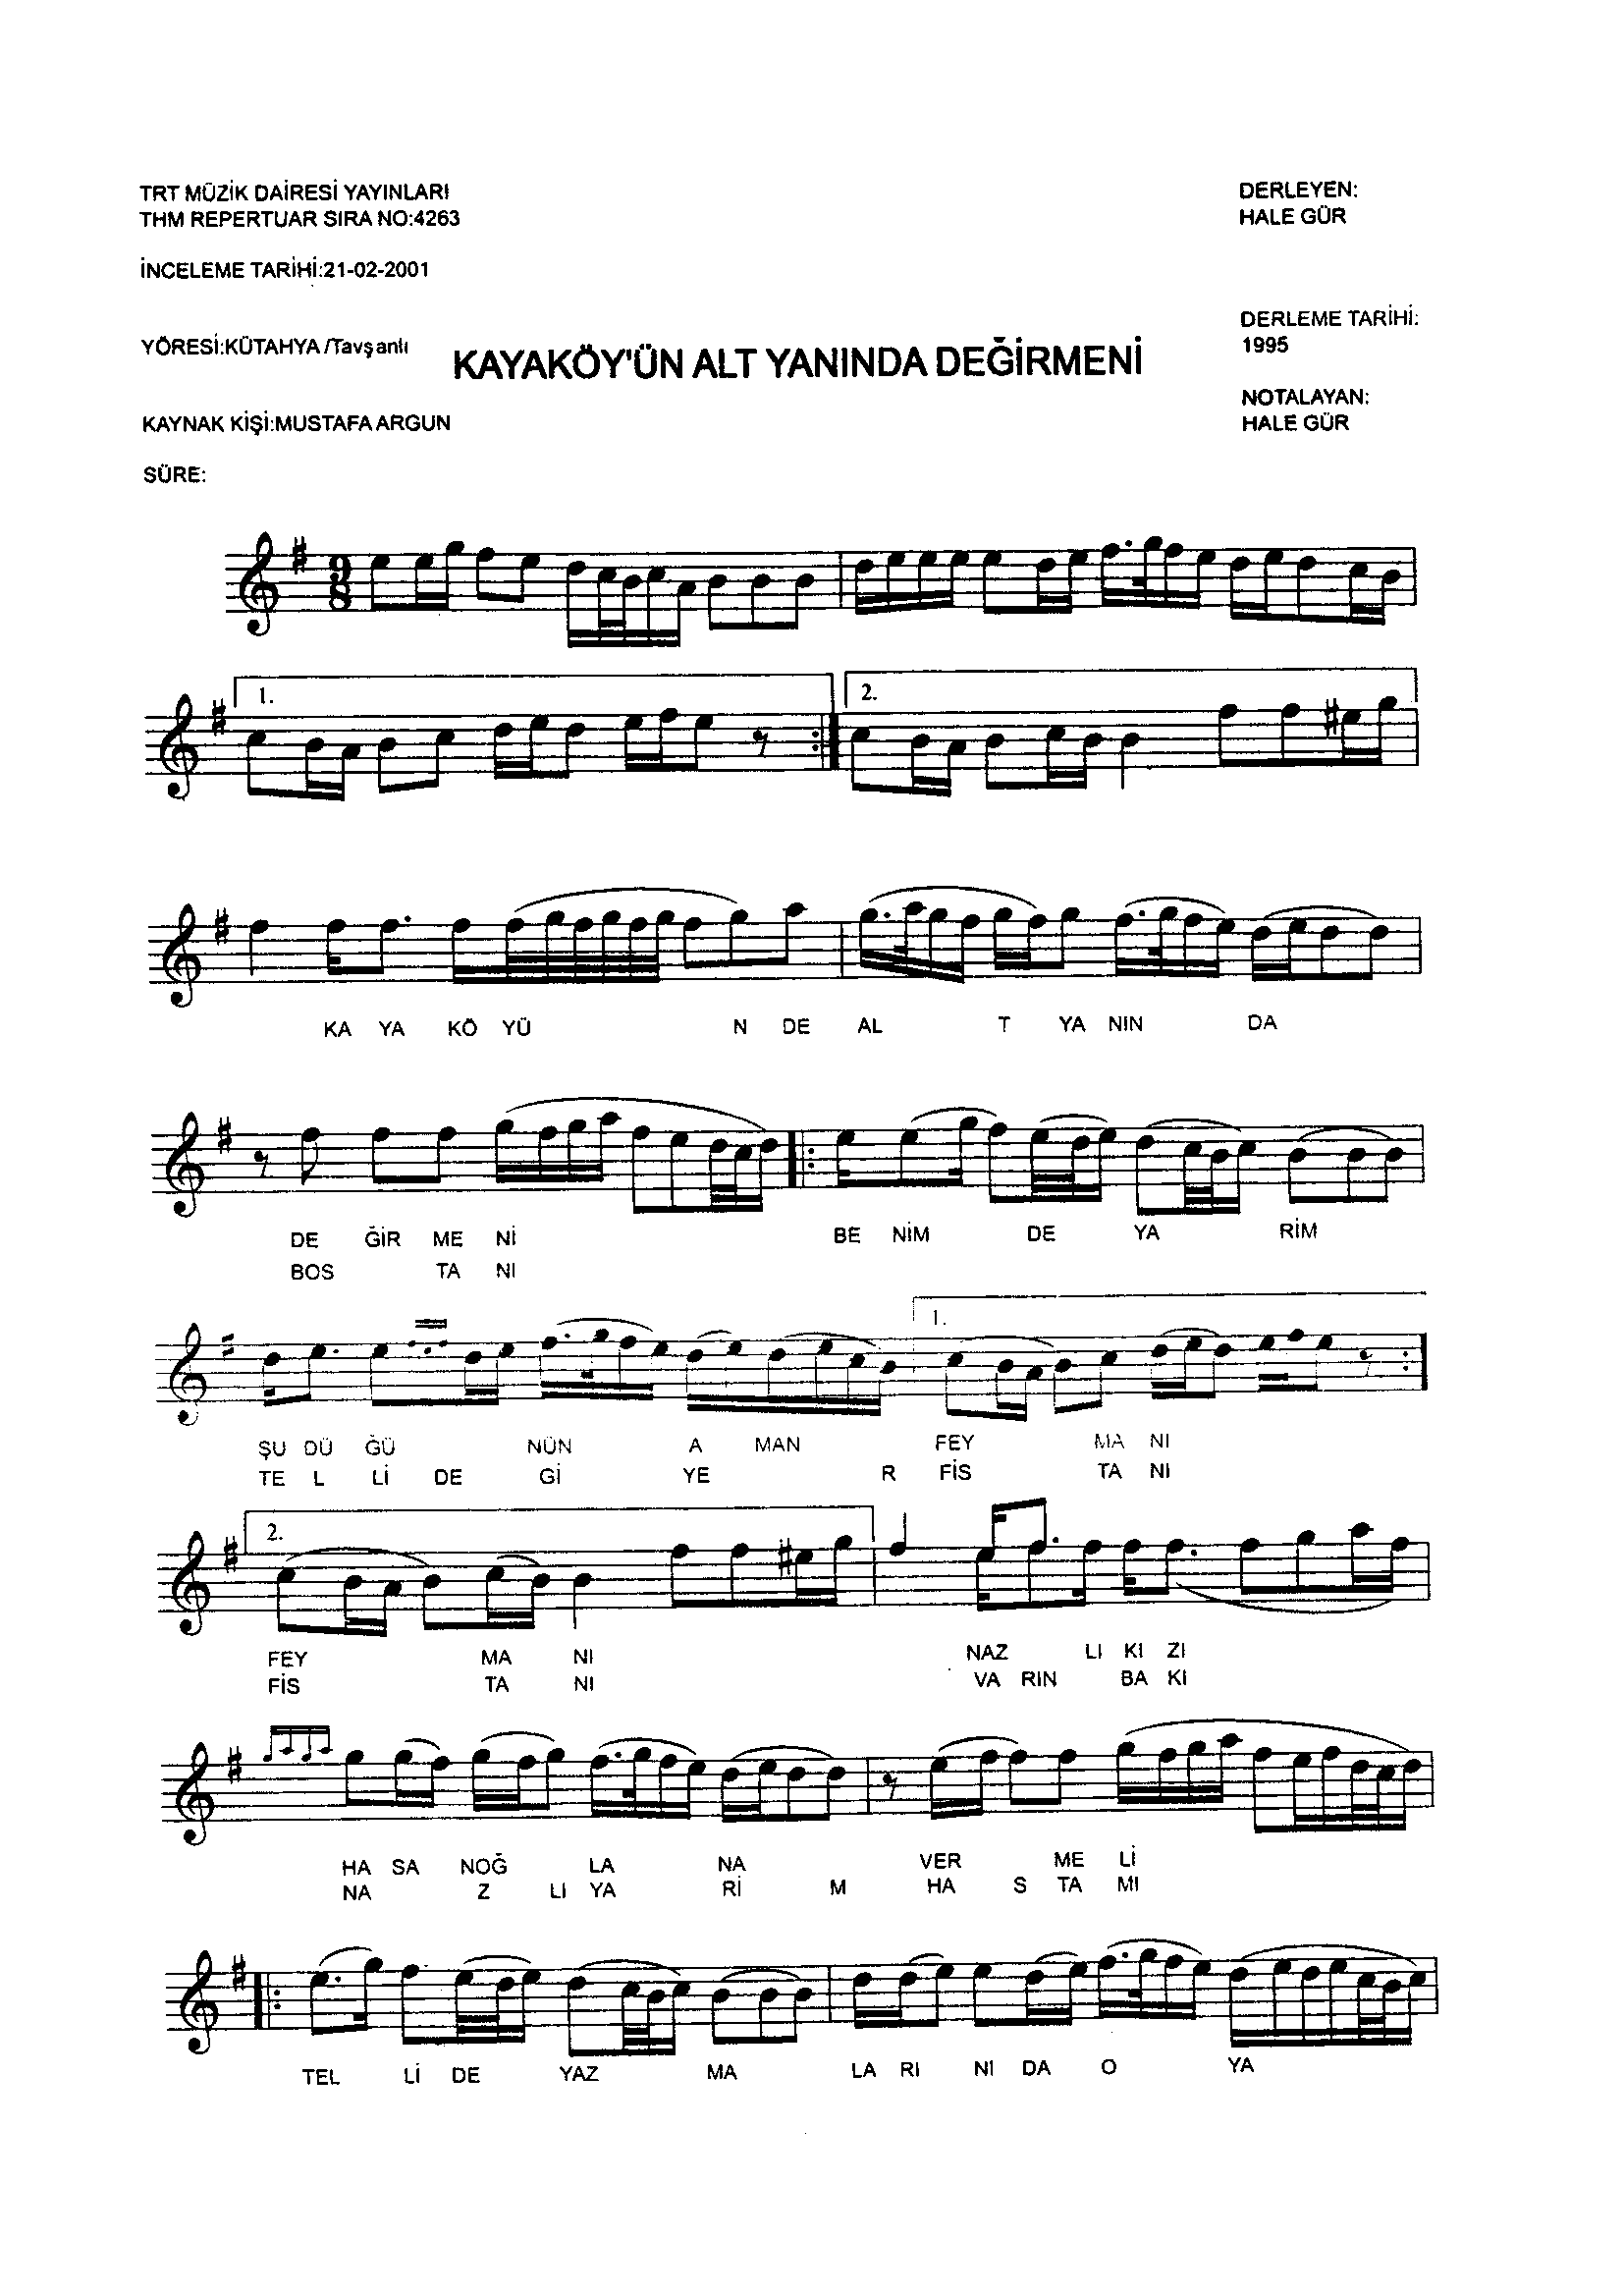 TRT MÜZİK DAİRESİ YAYINLARI
THM REPERTUAR SIRA NO:4263
İNCELEME TARİHİ:21-02-2001
YÖRESİ:KÜTAHYA /Tavşanlı
KAYNAK KİŞİ:MUSTAFA ARGUN
SÜRE:
KAYAKÖY'ÜN ALT YANINDA DEĞİRMENİ
DERLEYEN:
HALE GÜR
DERLEME TARİHİ:
1995
NOTALAYAN:
HALE GÜR
9
8
1. 2.
KA YA KÖ YÜ N DE AL T YA NIN DA
DE ĞİR ME Nİ BE NİM DE YA RİM
BOS TA NI
1.
ŞU DÜ ĞÜ NÜN A MAN FEY MA NI
TE L Lİ DE Gİ YE R FİS TA NI
2.
FEY MA NI NAZ LI KI ZI
FİS TA NI VA RIN BA KI
HA SA NOĞ LA NA VER ME Lİ
NA Z LI YA Rİ M HA S TA MI
TEL Lİ DE YAZ MA LA RI NI DA O YA